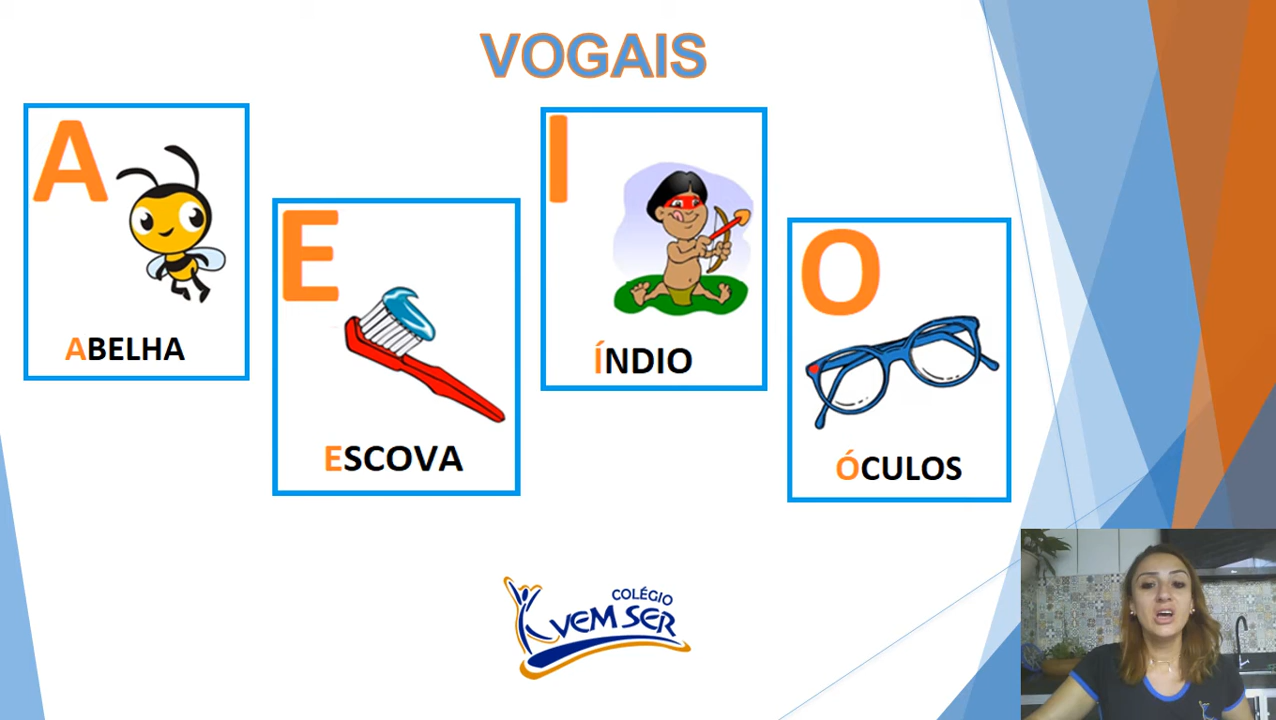 VOGAIS
A
ABELHA
E
ESCOVA
I
ÍNDIO
O
ÓCULOS
COLÉGIO
VEM SER